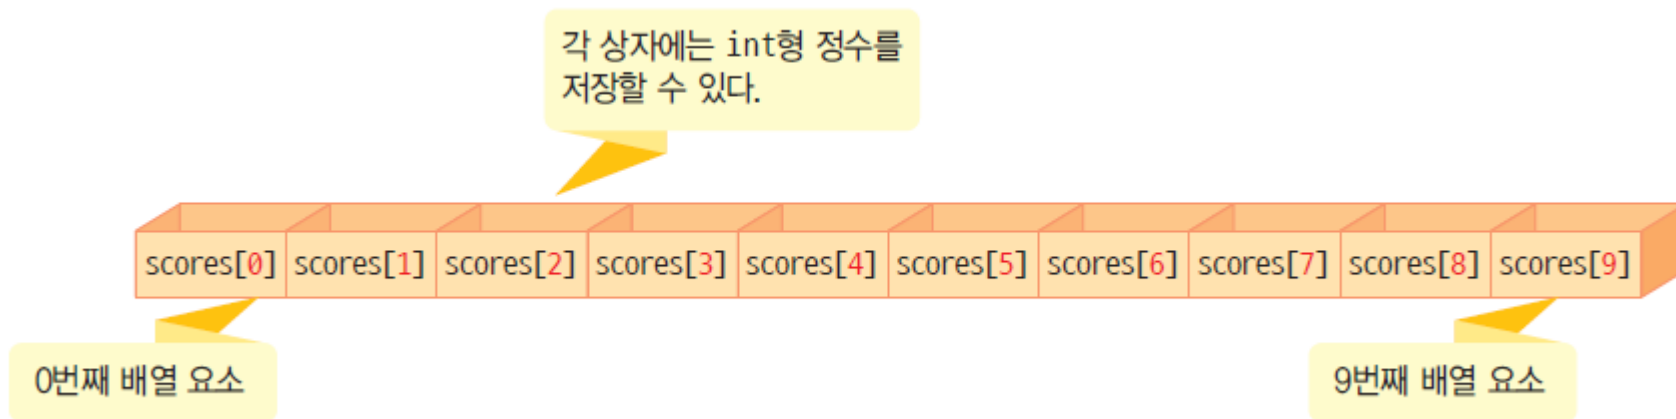 각 상자에는 int형 정수를
저장할 수 있다.
scores[0] scores[1] scores[2] scores[3] scores[4] scores[5] scores[6] scores[7] scores[8] scores[9]
0번째 배열 요소
9번째 배열 요소